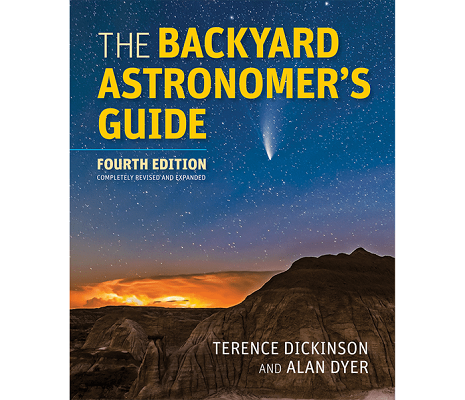 THE BACKYARD
ASTRONOMER'S
GUIDE
FOURTH EDITION
COMPLETELY REVISED AND EXPANDED
TERENCE DICKINSON
AND ALAN DYER